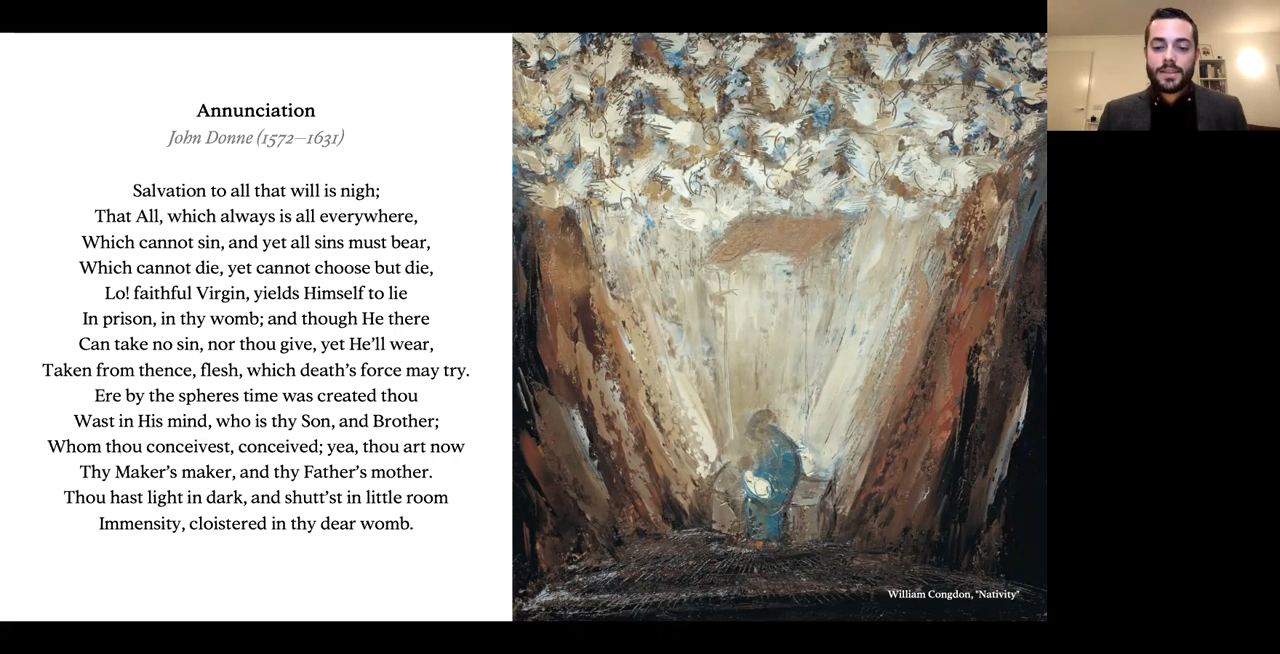 Annunciation
John Donne (1572—1631)
Salvation to all that will is nigh;
That All, which always is all everywhere,
Which cannot sin, and yet all sins must bear,
Which cannot die, yet cannot choose but die,
Lo! faithful Virgin, yields Himself to lie
In prison, in thy womb; and though He there
Can take no sin, nor thou give, yet He’ll wear,
Taken from thence, flesh, which death’s force may try.
Ere by the spheres time was created thou
Wast in His mind, who is thy Son, and Brother;
Whom thou conceivest, conceived; yea, thou art now
Thy Maker’s maker, and thy Father’s mother.
Thou hast light in dark, and shutt’st in little room
Immensity, cloistered in thy dear womb.
William Congdon, "Nativity"